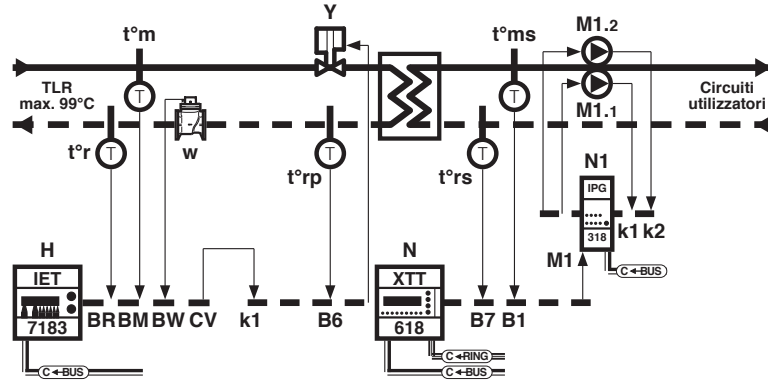 Y
t°m
t°ms
M1.2
T
T
TLR
max. 99°C
M1.1
Circuiti
utilizzatori
t°r
T
w
t°rp
T
t°rs
T
N1
IPG
318
k1 k2
M1
C BUS
H
IET
7183
BR BM BW CV
k1
B6
N
XTT
618
B7 B1
C BUS
C RING
C BUS